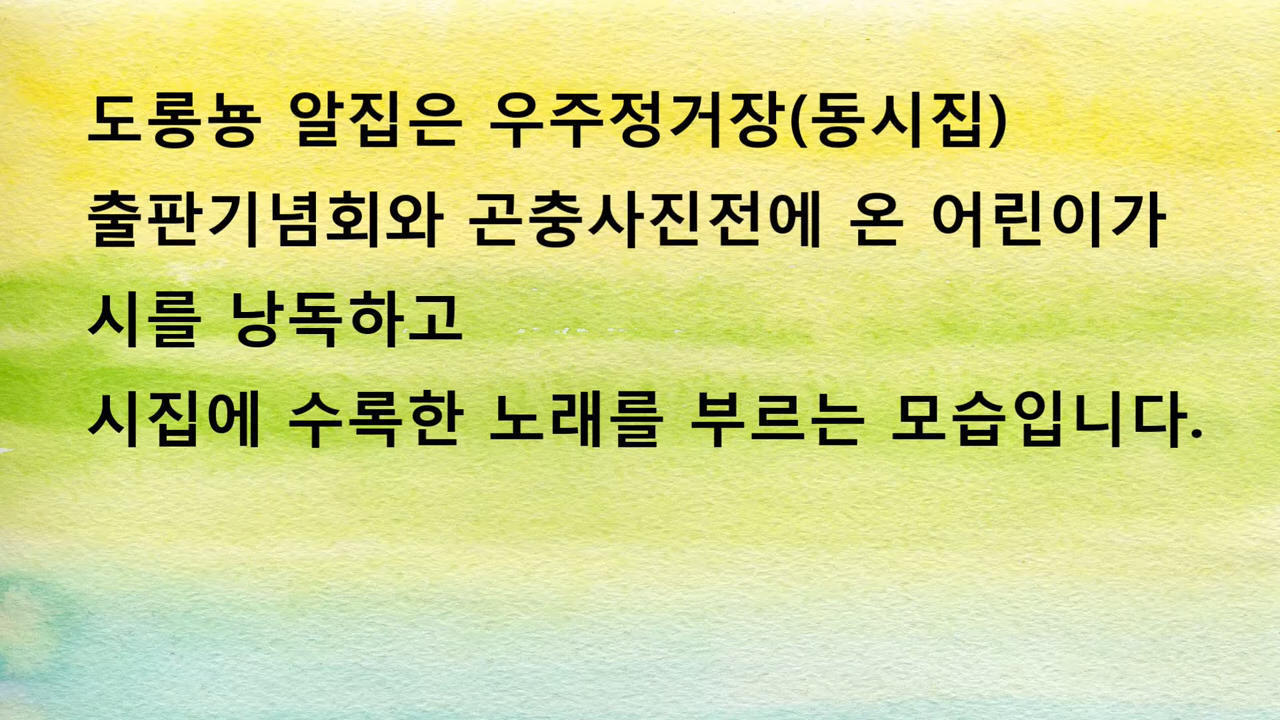 도롱뇽 알집은 우주정거장(동시집)
출판기념회와 곤충사진전에 온 어린이가
시를 낭독하고
시집에 수록한 노래를 부르는 모습입니다.